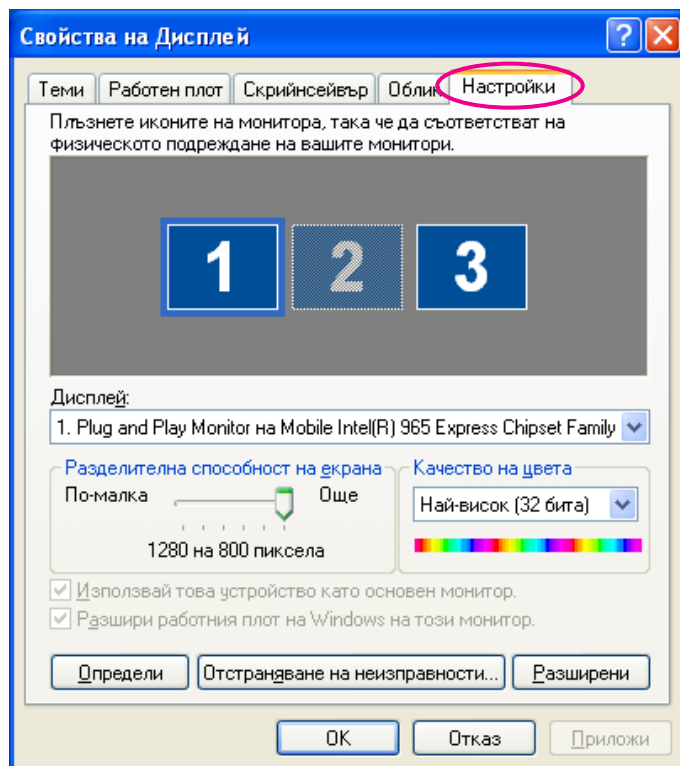 Свойства на Дисплей
Теми Работен плот Скрийнсейвър Облик Настройки
Плъзнете иконите на монитора, така че да съответстват на
физическото подреждане на вашите монитори.
1 2 3
Дисплей:
1. Plug and Play Monitor на Mobile Intel(R) 965 Express Chipset Family
Разделителна способност на екрана
Качество на цвета
По-малка Още
Най-висок (32 бита)
1280 на 800 пиксела
Използвай това устройство като основен монитор.
Разшири работния плот на Windows на този монитор.
Определи Отстраняване на неизправности... Разширени
OK Отказ Приложи